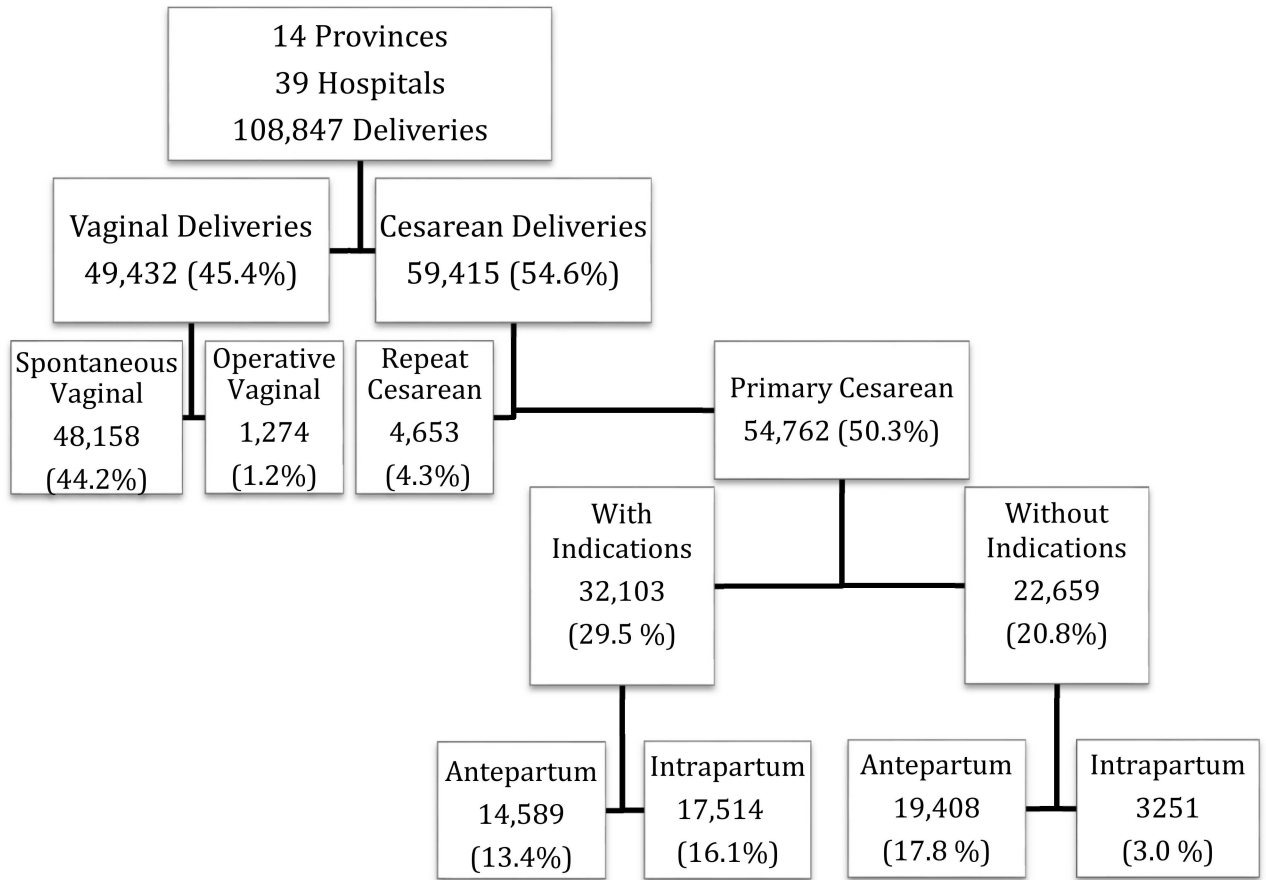 14 Provinces
39 Hospitals
108,847 Deliveries
Vaginal Deliveries
49,432 (45.4%)
Cesarean Deliveries
59,415 (54.6%)
Spontaneous
Vaginal
48,158
(44.2%)
Operative
Vaginal
1,274
(1.2%)
Repeat
Cesarean
4,653
(4.3%)
Primary Cesarean
54,762 (50.3%)
With
Indications
32,103
(29.5 %)
Without
Indications
22,659
(20.8%)
Antepartum
14,589
(13.4%)
Intrapartum
17,514
(16.1%)
Antepartum
19,408
(17.8 %)
Intrapartum
3251
(3.0 %)